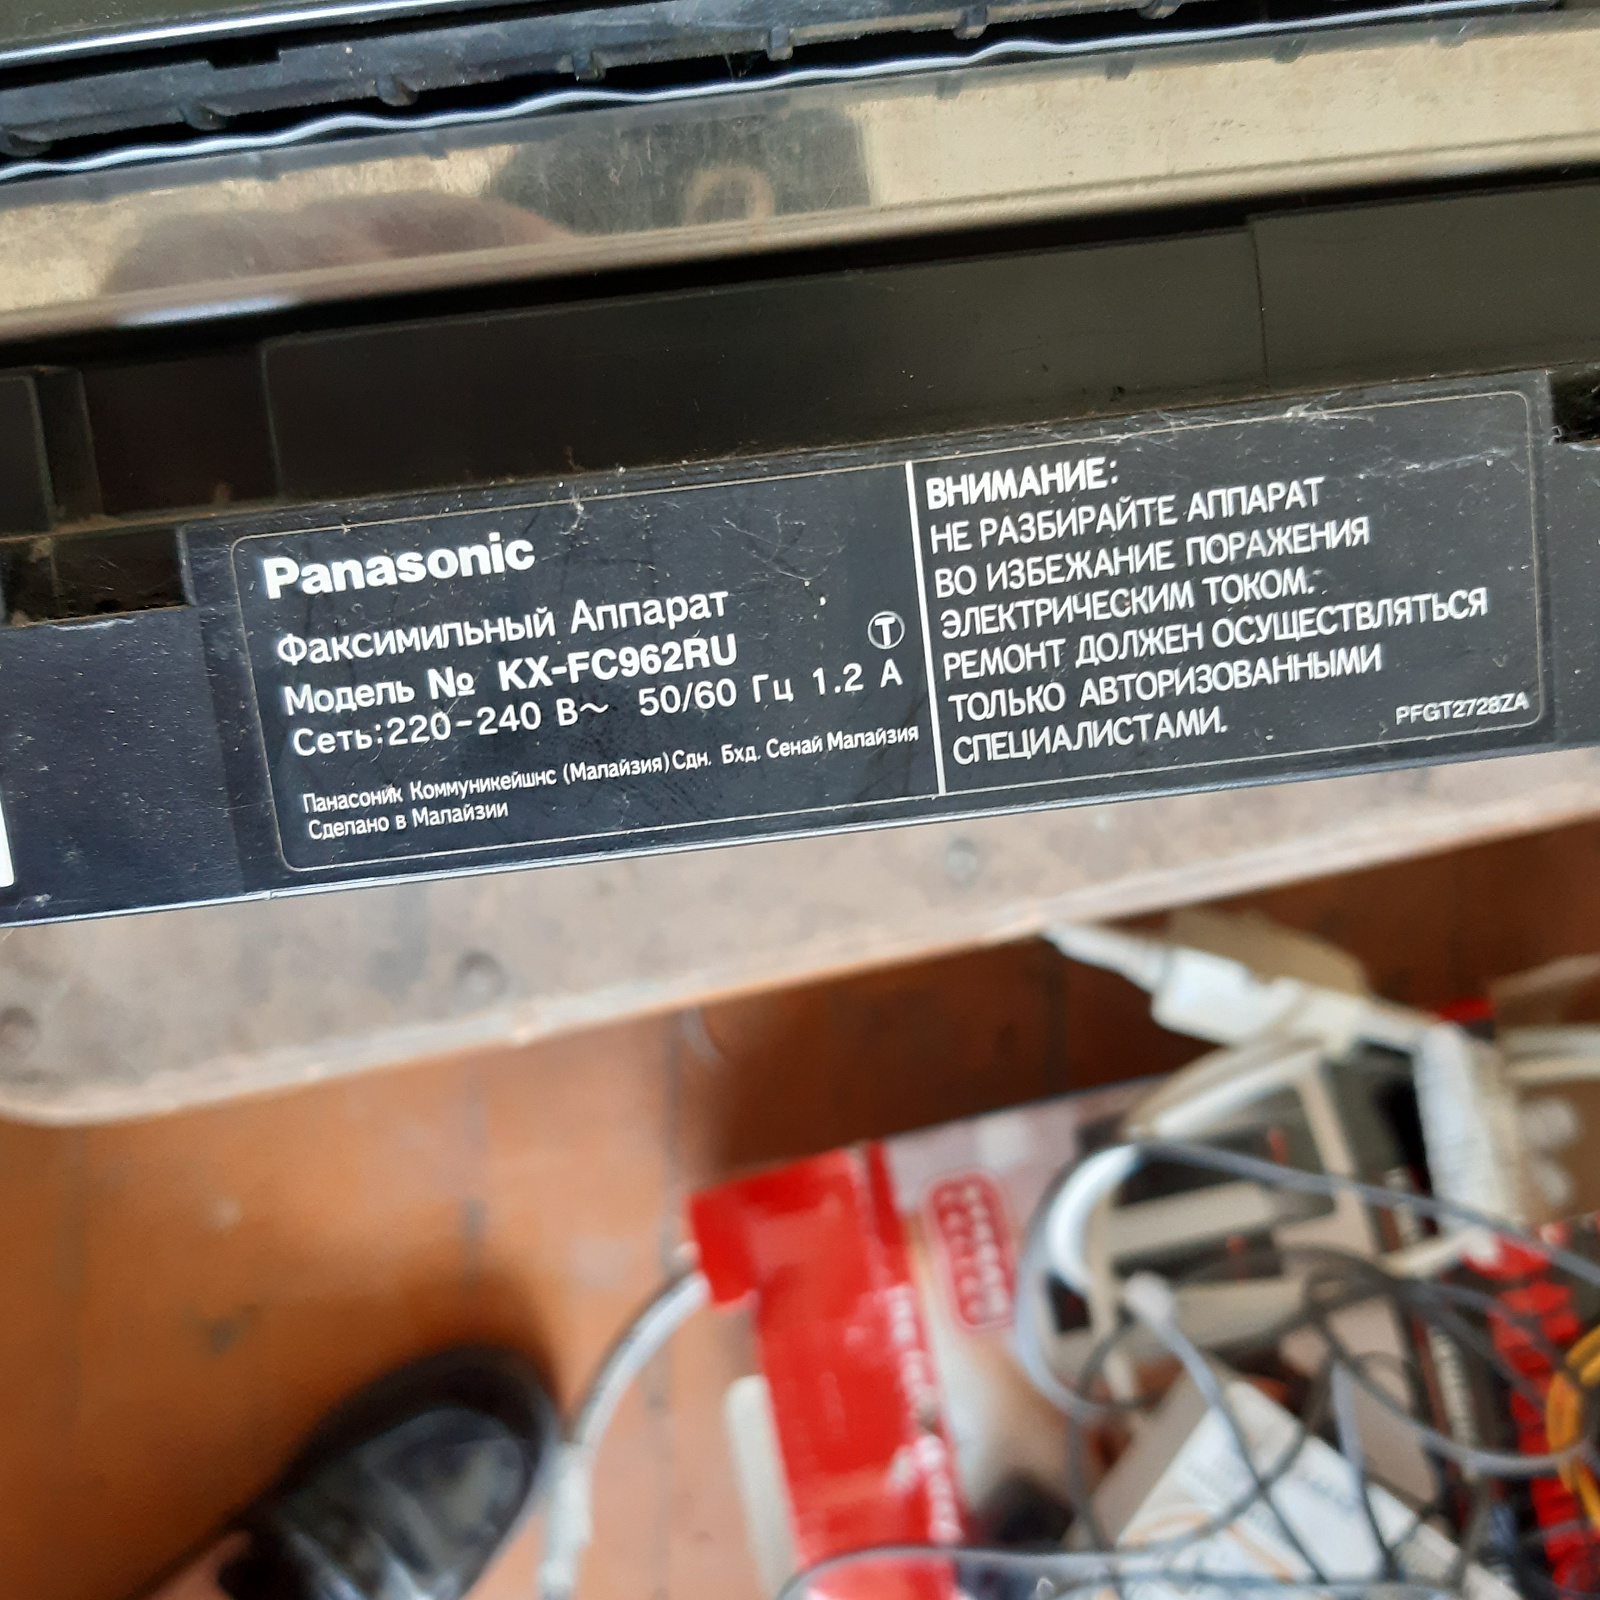 Panasonic
Факсимильный Аппарат
Модель № KX-FC962RU
Сеть:220-240 В~ 50/60 Гц 1.2 А
T
Панасоник Коммуникейшнс (Малайзия) Сдн. Бхд. Сенай Малайзия
Сделано в Малайзии
ВНИМАНИЕ:
НЕ РАЗБИРАЙТЕ АППАРАТ
ВО ИЗБЕЖАНИЕ ПОРАЖЕНИЯ
ЭЛЕКТРИЧЕСКИМ ТОКОМ.
РЕМОНТ ДОЛЖЕН ОСУЩЕСТВЛЯТЬСЯ
ТОЛЬКО АВТОРИЗОВАННЫМИ
СПЕЦИАЛИСТАМИ.
PFGT2728ZA